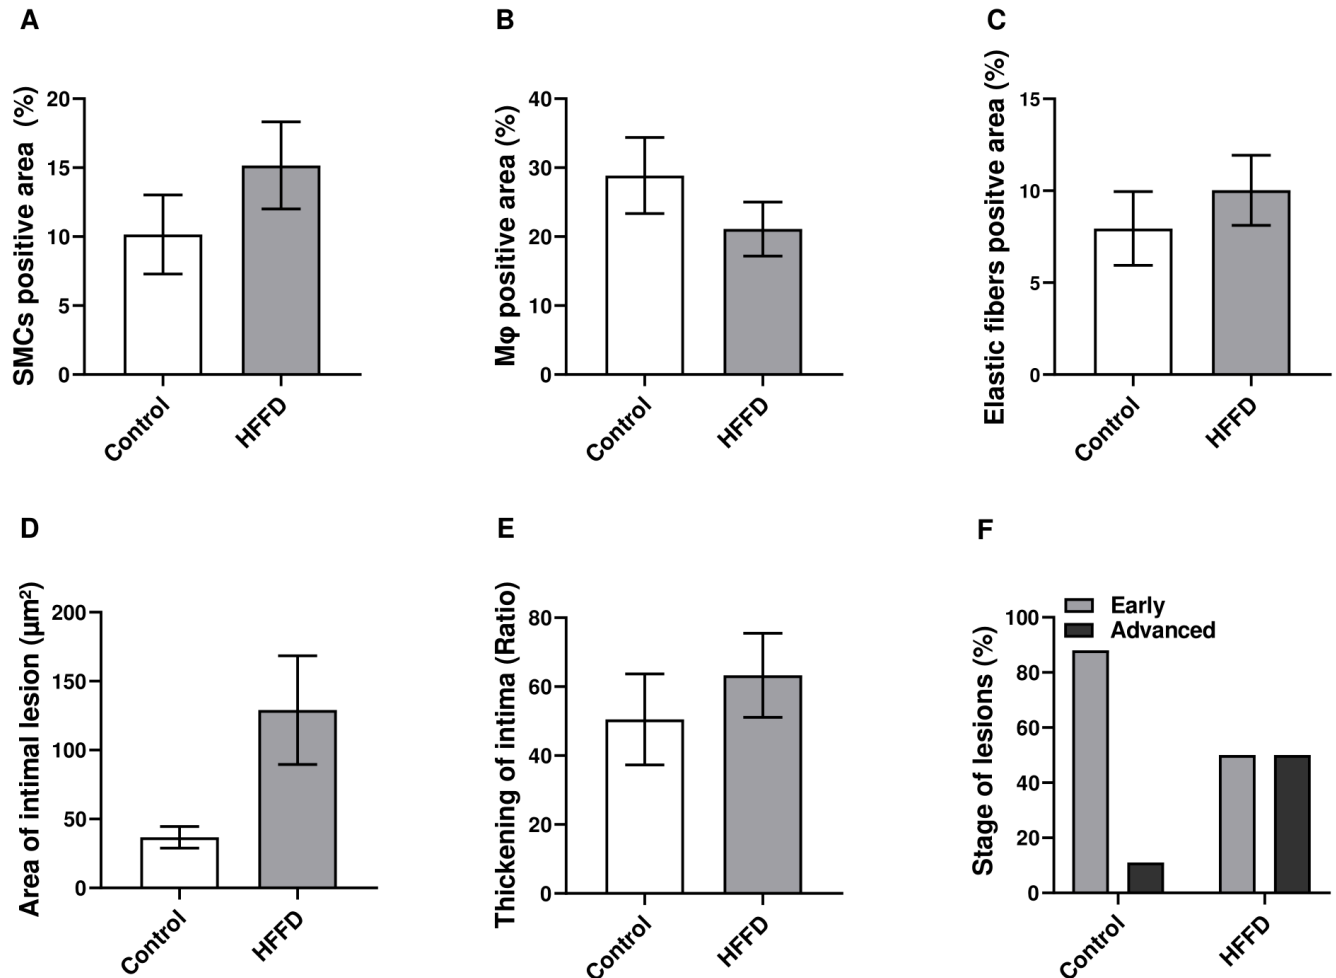 A
SMCs positive area (%)
20
15
10
5
0
Control
HFFD
B
Mφ positive area (%)
40
30
20
10
0
Control
HFFD
C
Elastic fibers positve area (%)
15
10
5
0
Control
HFFD
D
Area of intimal lesion (µm²)
200
150
100
50
0
Control
HFFD
E
Thickening of intima (Ratio)
80
60
40
20
0
Control
HFFD
F
Stage of lesions (%)
Early
Advanced
100
80
60
40
20
0
Control
HFFD